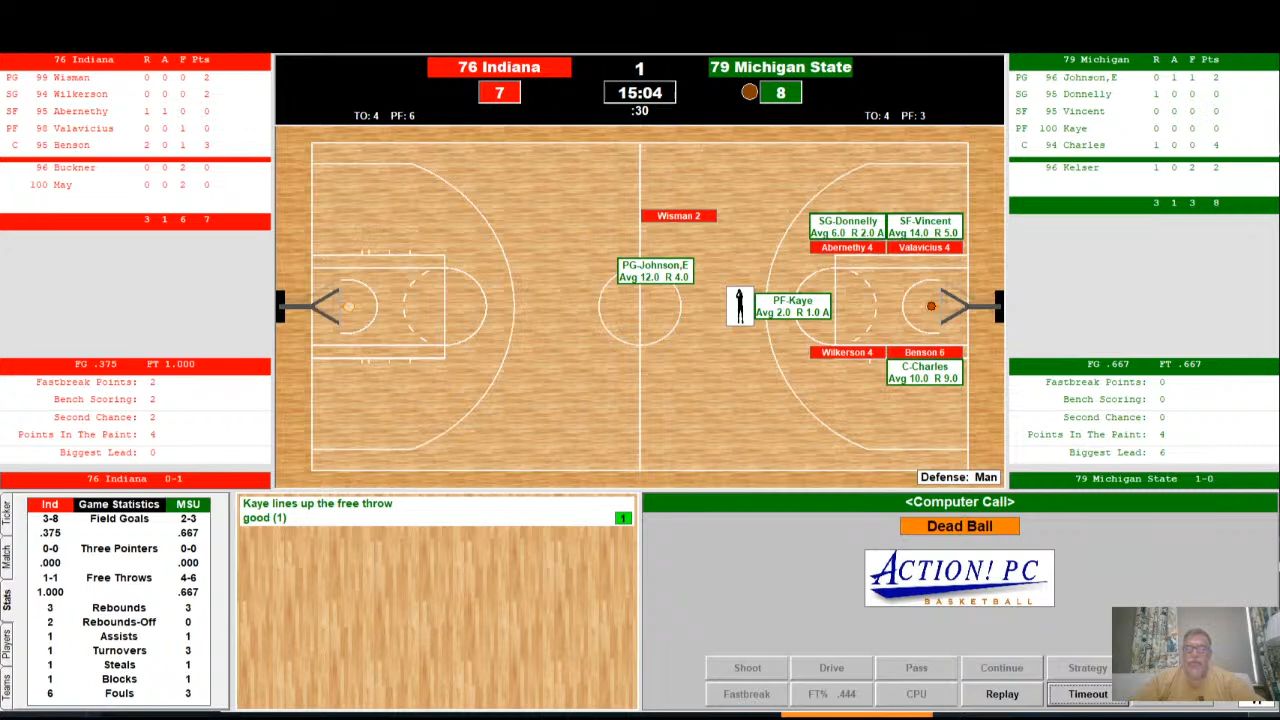 76 Indiana R A F Pts
PG 99 Wisman 0 0 0 2
SG 94 Wilkerson 0 0 0 2
SF 95 Abernethy 1 1 0 0
PF 98 Valavicius 0 0 1 0
C 95 Benson 2 0 1 3
96 Buckner 0 0 2 0
100 May 0 0 2 0
3 1 6 7
FG .375 FT 1.000
Fastbreak Points: 2
Bench Scoring: 2
Second Chance: 2
Points In The Paint: 4
Biggest Lead: 0
76 Indiana 0-1
76 Indiana 1 79 Michigan State
7 15:04 8
:30
TO: 4 PF: 6 TO: 4 PF: 3
Wisman 2
SG-Donnelly SF-Vincent
Avg 6.0 R 2.0 A Avg 14.0 R 5.0
Abernethy 4 Valavicius 4
PG-Johnson,E
Avg 12.0 R 4.0
PF-Kaye
Avg 2.0 R 1.0 A
Wilkerson 4 Benson 6
C-Charles
Avg 10.0 R 9.0
Defense: Man
79 Michigan R A F Pts
PG 96 Johnson,E 0 1 1 2
SG 95 Donnelly 1 0 0 0
SF 95 Vincent 0 0 0 0
PF 100 Kaye 0 0 0 0
C 94 Charles 1 0 0 4
96 Kelser 1 0 2 2
3 1 3 8
FG .667 FT .667
Fastbreak Points: 0
Bench Scoring: 0
Second Chance: 0
Points In The Paint: 4
Biggest Lead: 6
79 Michigan State 1-0
Ticker
Match
Stats
Players
Teams
Ind Game Statistics MSU
3-8 Field Goals 2-3
.375 .667
0-0 Three Pointers 0-0
.000 .000
1-1 Free Throws 4-6
1.000 .667
3 Rebounds 3
2 Rebounds-Off 0
1 Assists 1
1 Turnovers 3
1 Steals 1
1 Blocks 1
6 Fouls 3
Kaye lines up the free throw
good (1) 1
<Computer Call>
Dead Ball
ACTION! PC
BASKETBALL
Shoot Drive Pass Continue Strategy
Fastbreak FT% .444 CPU Replay Timeout